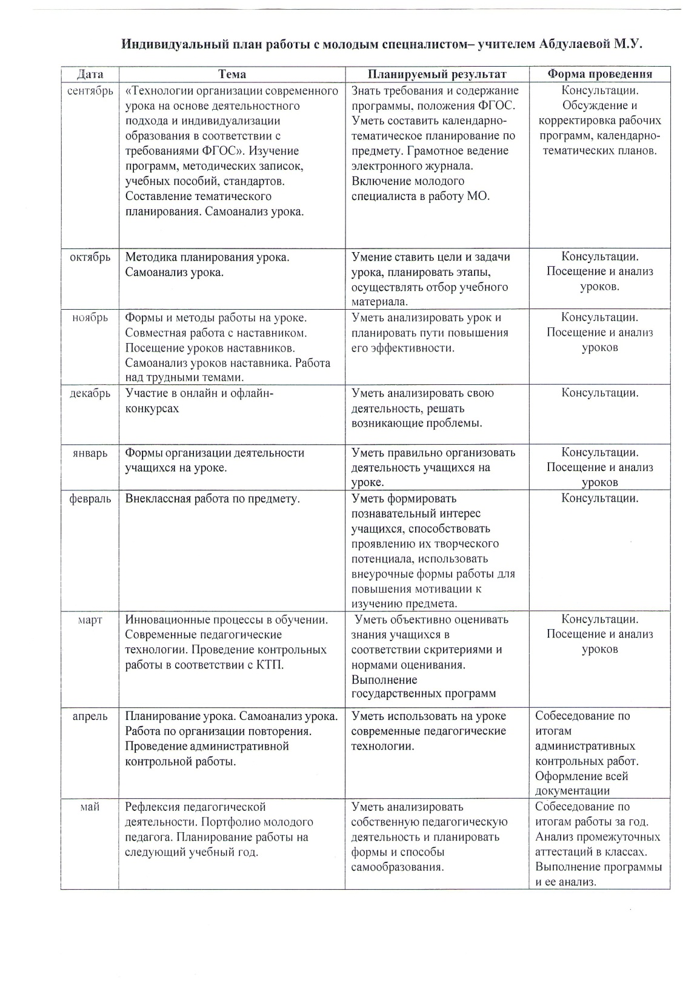 Индивидуальный план работы с молодым специалистом– учителем Абдулаевой М.У.
Дата
Тема
Планируемый результат
Форма проведения
сентябрь
«Технологии организации современного
урока на основе деятельностного
подхода и индивидуализации
образования в соответствии с
требованиями ФГОС». Изучение
программ, методических записок,
учебных пособий, стандартов.
Составление тематического
планирования. Самоанализ урока.
Знать требования и содержание
программы, положения ФГОС.
Уметь составить календарно-
тематическое планирование по
предмету. Грамотное ведение
электронного журнала.
Включение молодого
специалиста в работу МО.
Консультации.
Обсуждение и
корректировка рабочих
программ, календарно-
тематических планов.
октябрь
Методика планирования урока.
Самоанализ урока.
Умение ставить цели и задачи
урока, планировать этапы,
осуществлять отбор учебного
материала.
Консультации.
Посещение и анализ
уроков.
ноябрь
Формы и методы работы на уроке.
Совместная работа с наставником.
Посещение уроков наставников.
Самоанализ уроков наставника. Работа
над трудными темами.
Уметь анализировать урок и
планировать пути повышения
его эффективности.
Консультации.
Посещение и анализ
уроков
декабрь
Участие в онлайн и офлайн-
конкурсах
Уметь анализировать свою
деятельность, решать
возникающие проблемы.
Консультации.
январь
Формы организации деятельности
учащихся на уроке.
Уметь правильно организовать
деятельность учащихся на
уроке.
Консультации.
Посещение и анализ
уроков
февраль
Внеклассная работа по предмету.
Уметь формировать
познавательный интерес
учащихся, способствовать
проявлению их творческого
потенциала, использовать
внеурочные формы работы для
повышения мотивации к
изучению предмета.
Консультации.
март
Инновационные процессы в обучении.
Современные педагогические
технологии. Проведение контрольных
работы в соответствии с КТП.
Уметь объективно оценивать
знания учащихся в
соответствии скритериями и
нормами оценивания.
Выполнение
государственных программ
Консультации.
Посещение и анализ
уроков
апрель
Планирование урока. Самоанализ урока.
Работа по организации повторения.
Проведение административной
контрольной работы.
Уметь использовать на уроке
современные педагогические
технологии.
Собеседование по
итогам
административных
контрольных работ.
Оформление всей
документации
май
Рефлексия педагогической
деятельности. Портфолио молодого
педагога. Планирование работы на
следующий учебный год.
Уметь анализировать
собственную педагогическую
деятельность и планировать
формы и способы
самообразования.
Собеседование по
итогам работы за год.
Анализ промежуточных
аттестаций в классах.
Выполнение программы
и ее анализ.